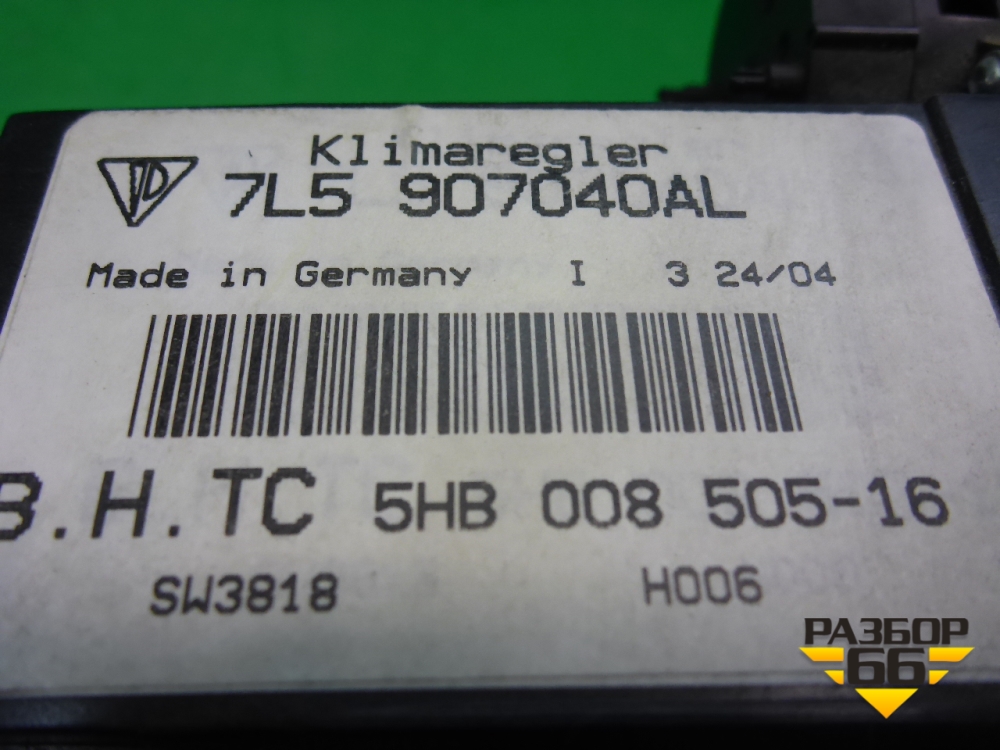 Klimaregler
7L5 907040AL
Made in Germany I 3 24/04
B.H.TC 5HB 008 505-16
SW3818 H006
РАЗБОР
66